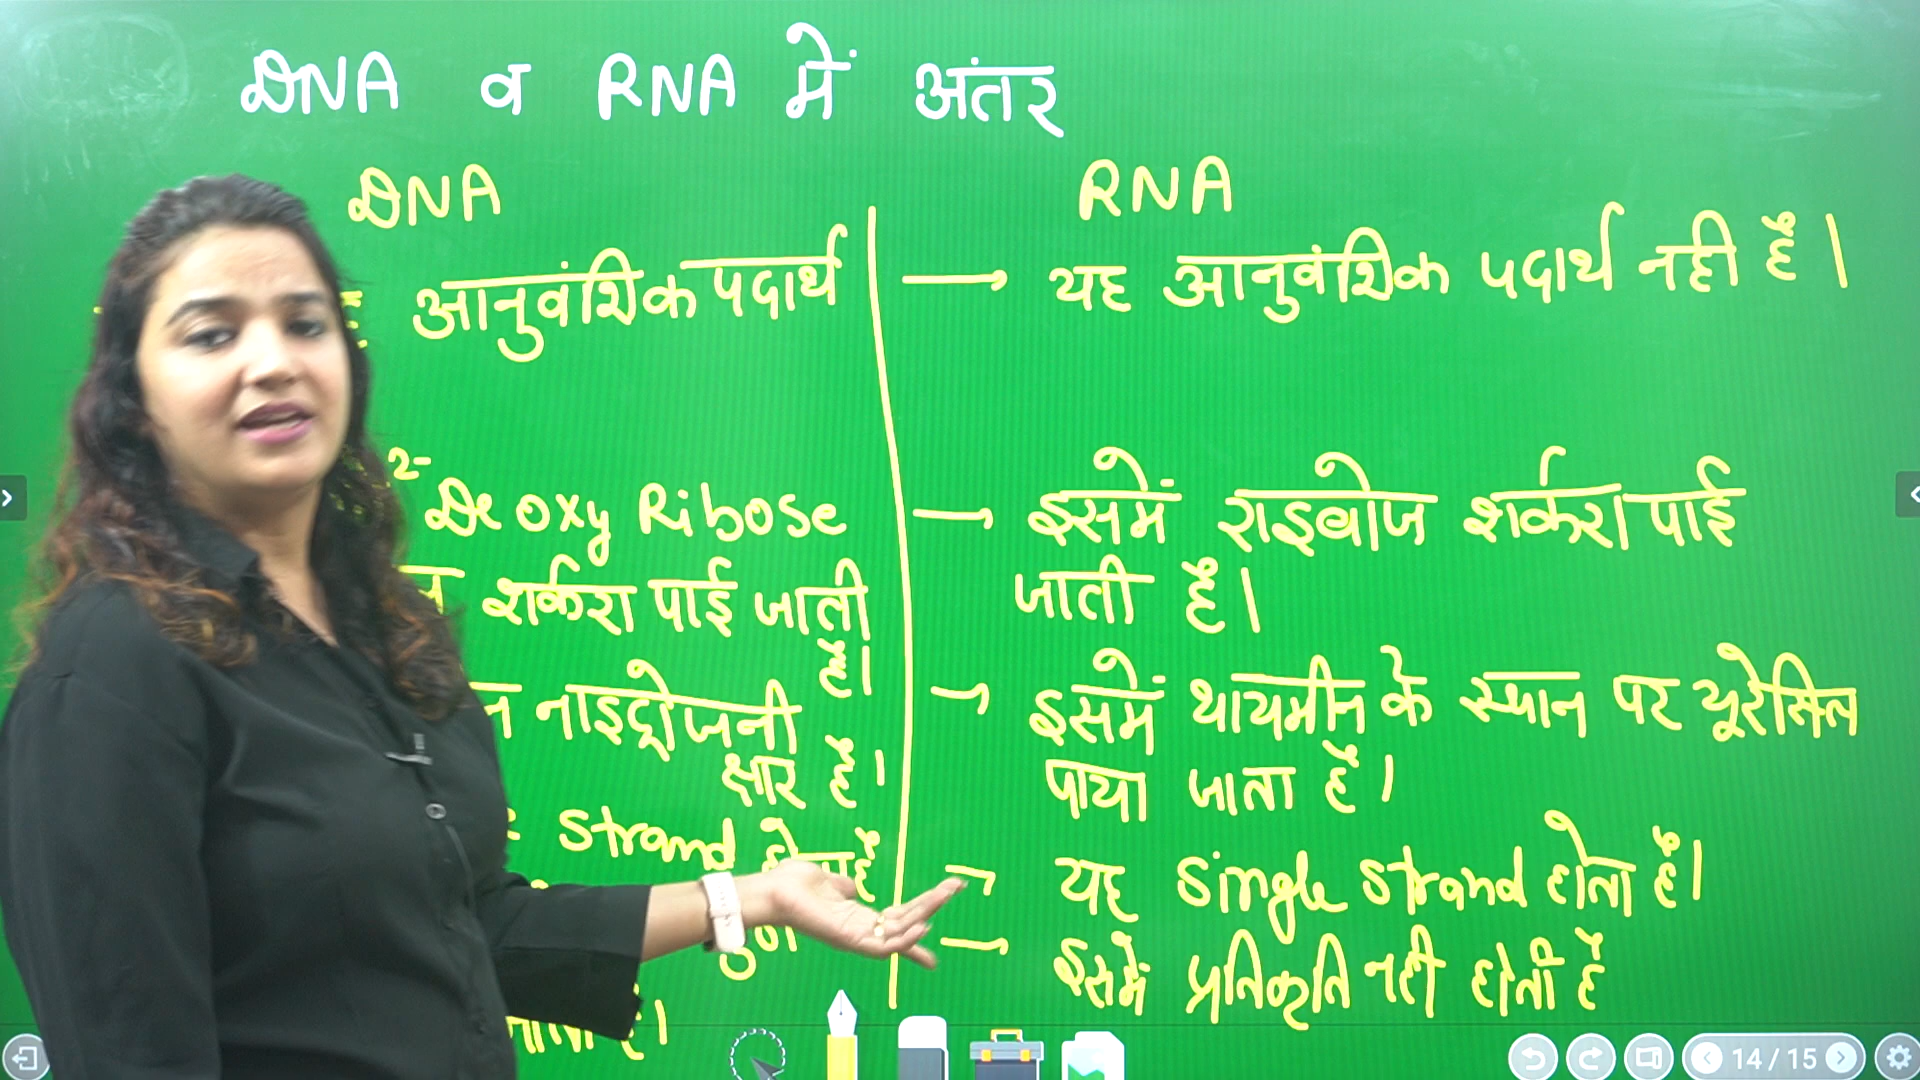 DNA व RNA में अंतर
DNA
आनुवंशिक पदार्थ
2-Deoxy Ribose
शर्करा पाई जाती
है।
नाइट्रोजनी
क्षार है।
strand
RNA
→ यह आनुवंशिक पदार्थ नही है।
→ इसमें राइबोज शर्करा पाई
जाती है।
→ इसमें थायमीन के स्थान पर यूरेसिल
पाया जाता है।
→ यह Single strand होता है।
→ इसमें प्रतिकृति नही होती है
14/15